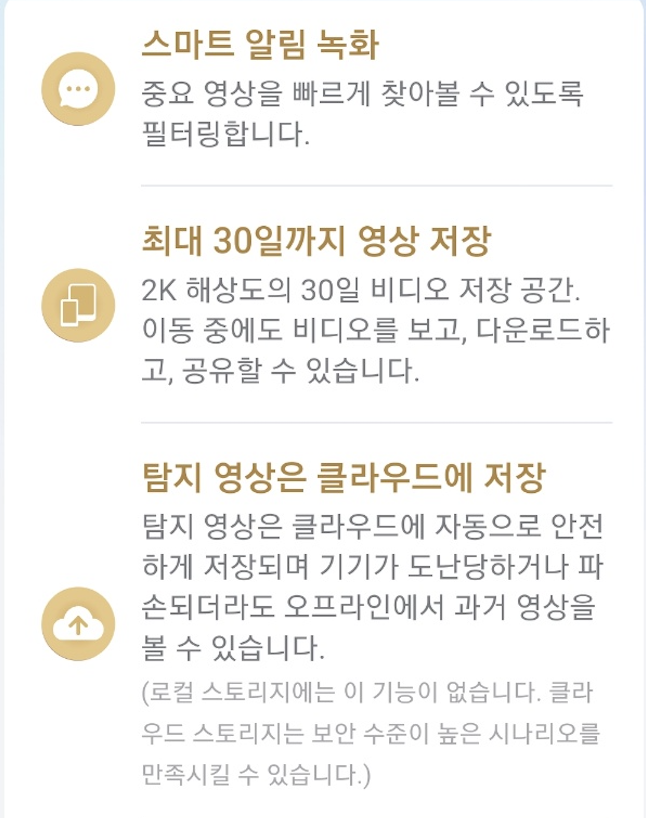 스마트 알림 녹화
중요 영상을 빠르게 찾아볼 수 있도록
필터링합니다.
최대 30일까지 영상 저장
2K 해상도의 30일 비디오 저장 공간.
이동 중에도 비디오를 보고, 다운로드하
고, 공유할 수 있습니다.
탐지 영상은 클라우드에 저장
탐지 영상은 클라우드에 자동으로 안전
하게 저장되며 기기가 도난당하거나 파
손되더라도 오프라인에서 과거 영상을
볼 수 있습니다.
(로컬 스토리지에는 이 기능이 없습니다. 클라
우드 스토리지는 보안 수준이 높은 시나리오를
만족시킬 수 있습니다.)